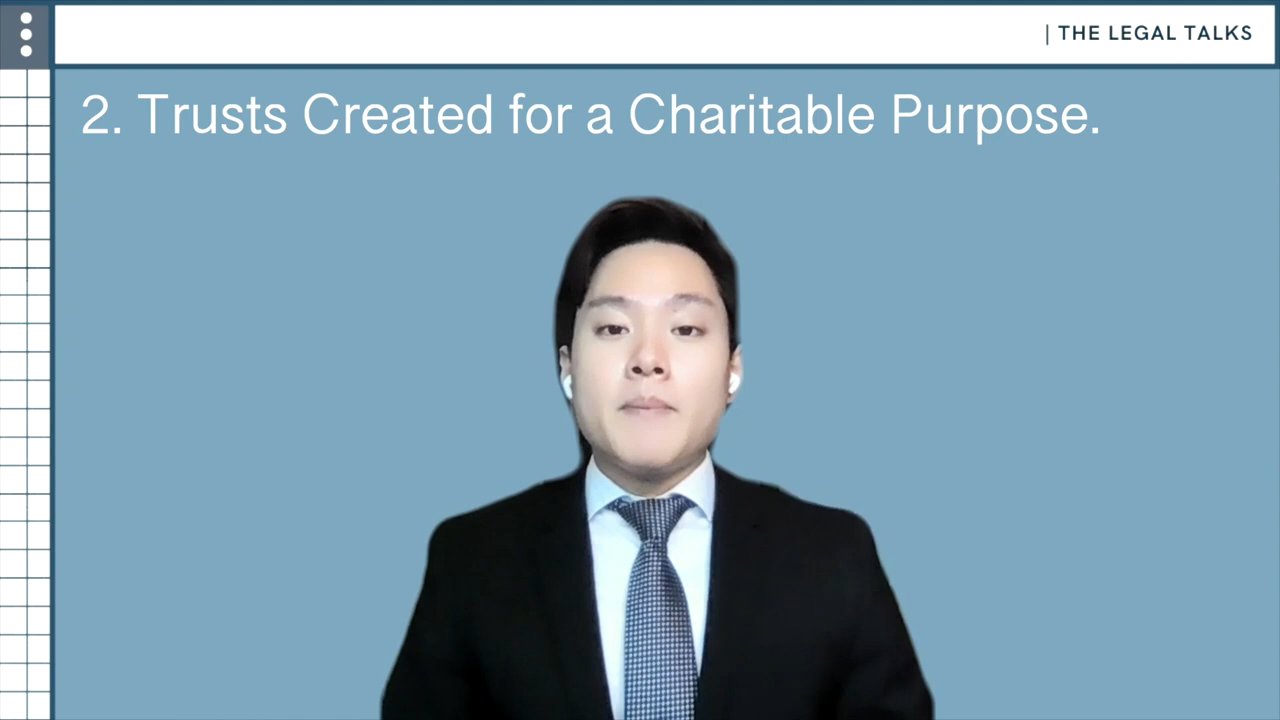 | THE LEGAL TALKS
2. Trusts Created for a Charitable Purpose.